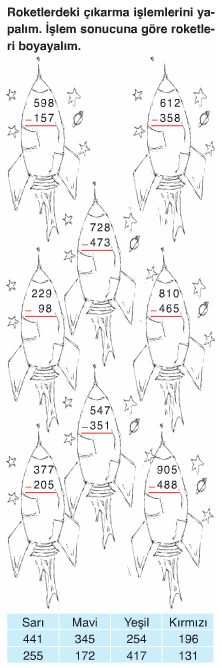 Roketlerdeki çıkarma işlemlerini ya-
palım. İşlem sonucuna göre roketle-
ri boyayalım.
598
− 157
612
− 358
728
− 473
229
− 98
810
− 465
547
− 351
377
− 205
905
− 488
Sarı Mavi Yeşil Kırmızı
441 345 254 196
255 172 417 131